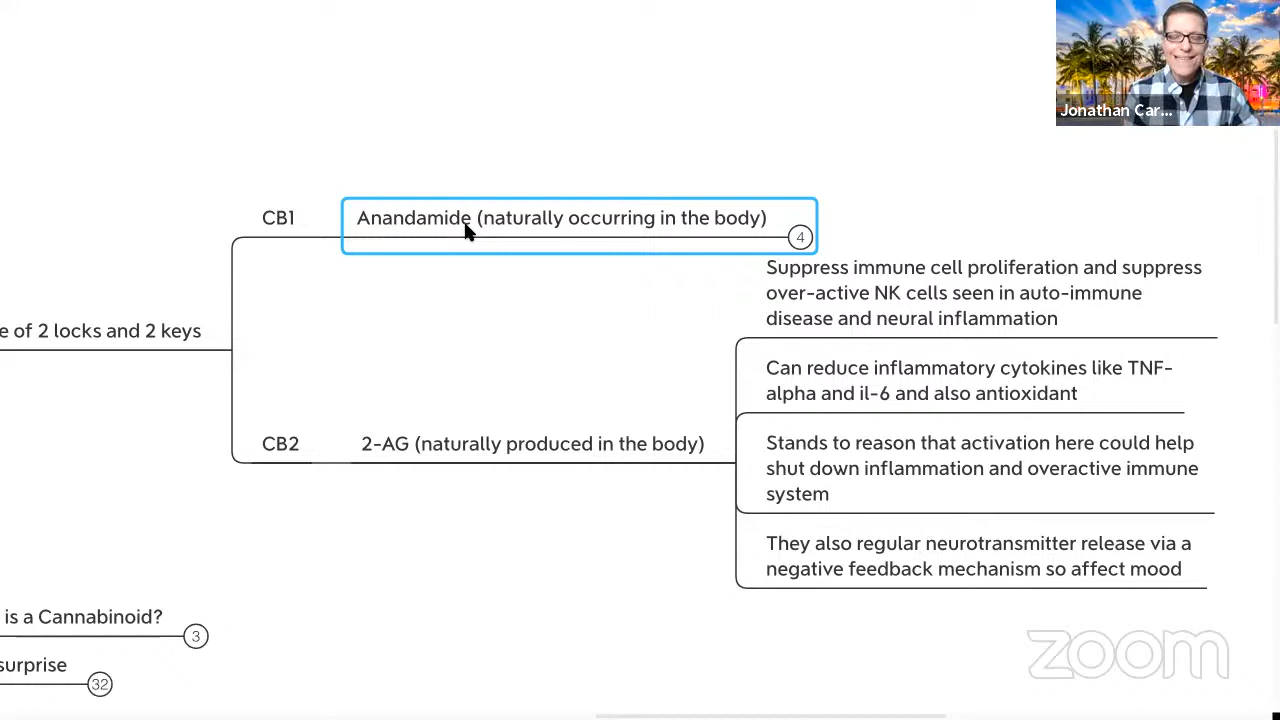 Jonathan Car...
CB1
Anandamide (naturally occurring in the body)
4
Suppress immune cell proliferation and suppress
over-active NK cells seen in auto-immune
disease and neural inflammation
e of 2 locks and 2 keys
Can reduce inflammatory cytokines like TNF-
alpha and il-6 and also antioxidant
CB2
2-AG (naturally produced in the body)
Stands to reason that activation here could help
shut down inflammation and overactive immune
system
They also regular neurotransmitter release via a
negative feedback mechanism so affect mood
is a Cannabinoid?
3
surprise
32
zoom